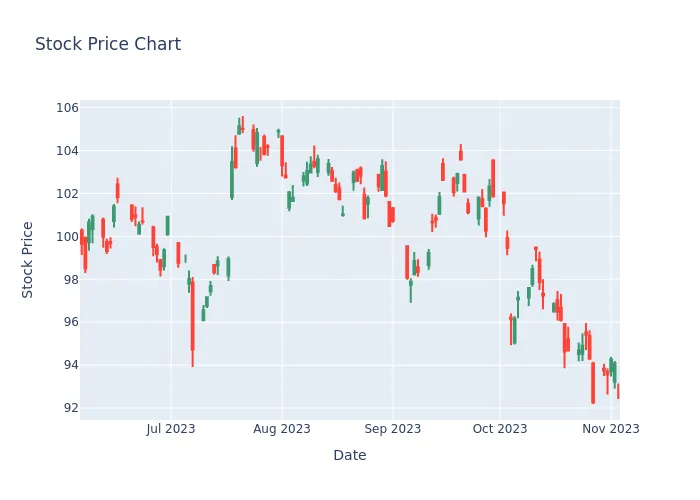 Stock Price Chart
106
104
102
100
98
96
94
92
Stock Price
Jul 2023
Aug 2023
Sep 2023
Oct 2023
Nov 2023
Date